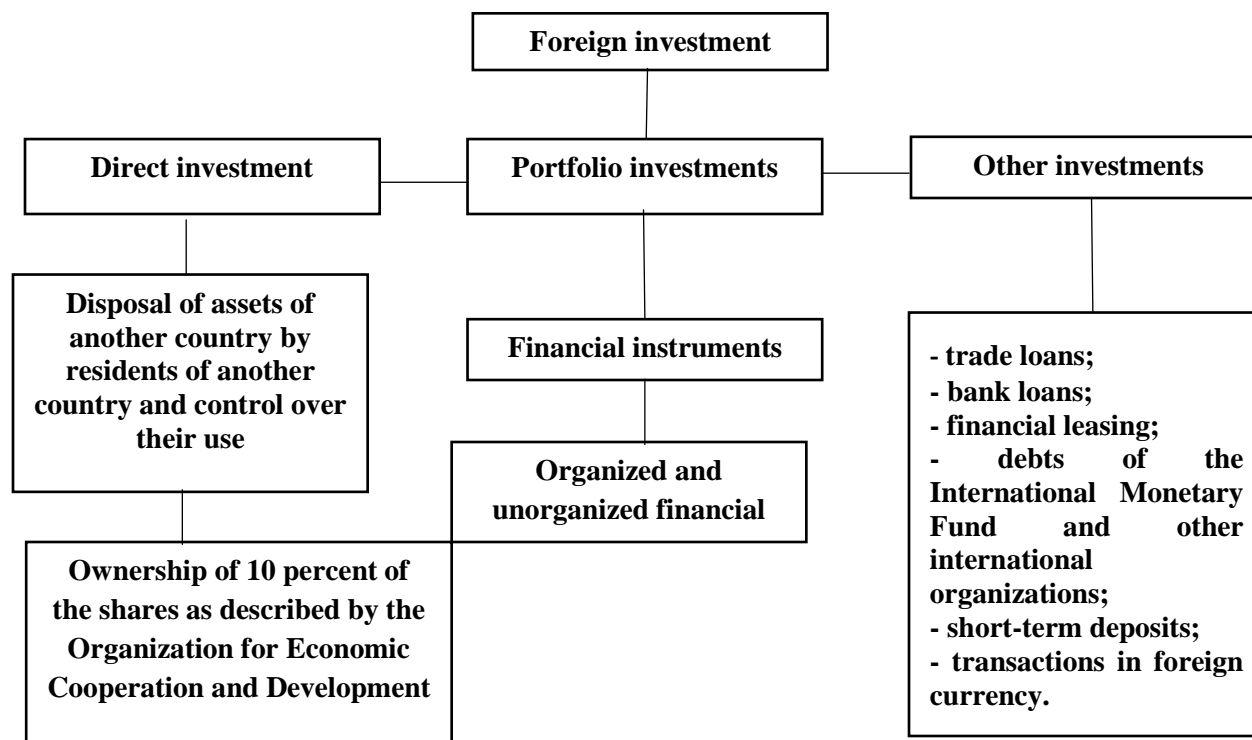 Foreign investment
Direct investment
Portfolio investments
Other investments
Disposal of assets of
another country by
residents of another
country and control over
their use
Financial instruments
- trade loans;
- bank loans;
- financial leasing;
- debts of the
International Monetary
Fund and other
international
organizations;
- short-term deposits;
- transactions in foreign
currency.
Organized and
unorganized financial
Ownership of 10 percent of
the shares as described by the
Organization for Economic
Cooperation and Development